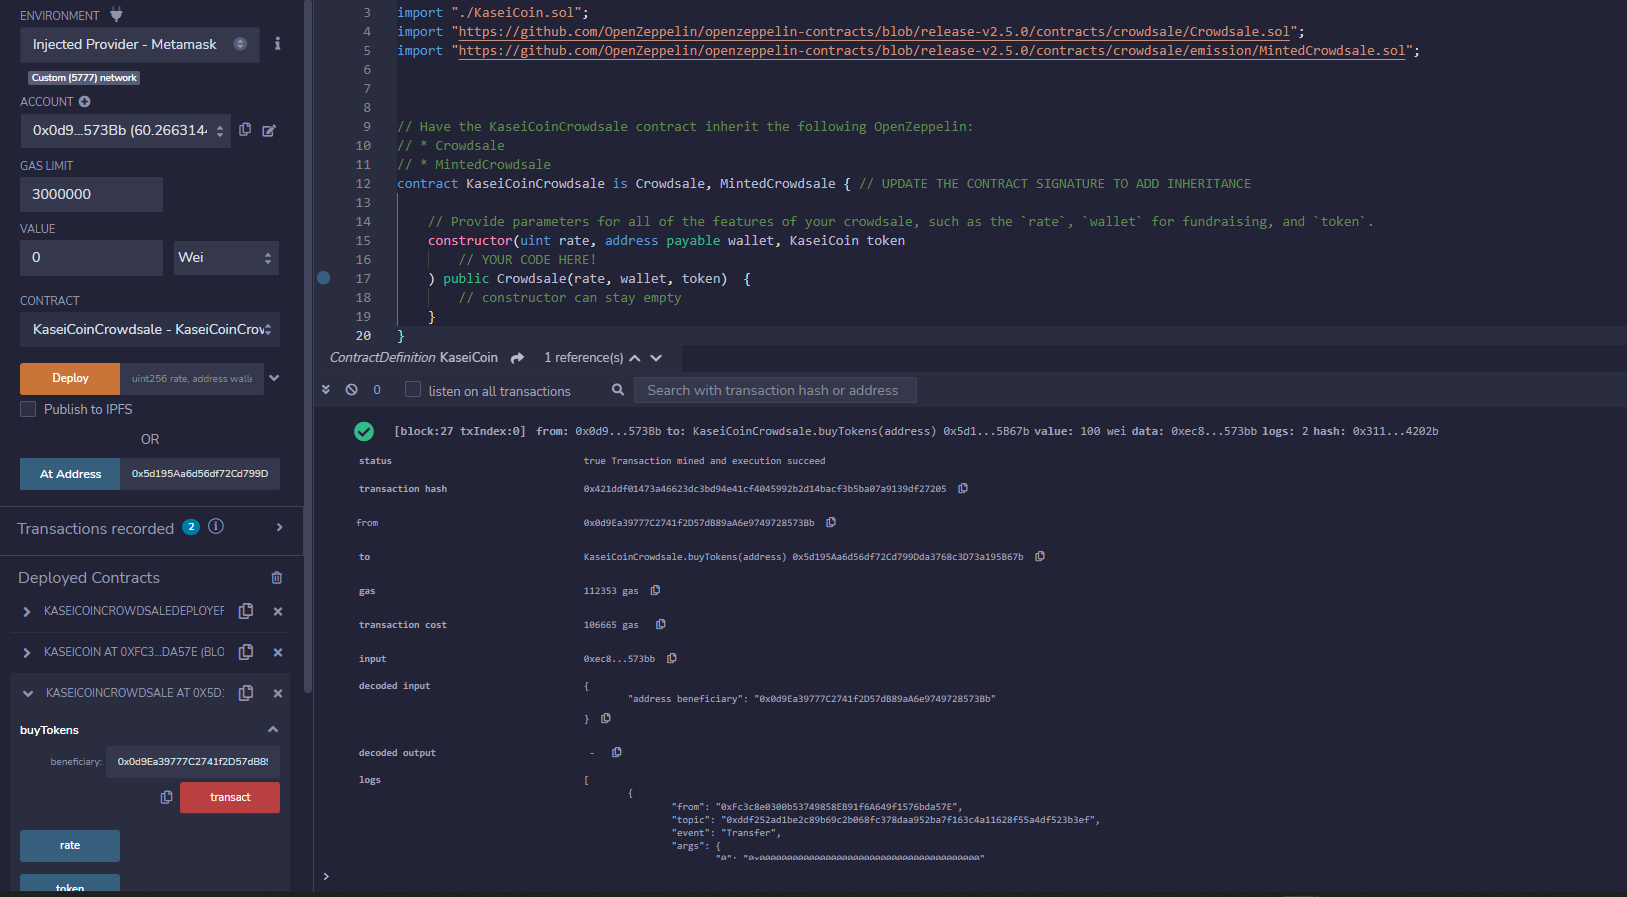 ENVIRONMENT
Injected Provider - Metamask
Custom (5777) network
ACCOUNT
0x0d9...573Bb (60.2663144
GAS LIMIT
3000000
VALUE
0
Wei
CONTRACT
KaseiCoinCrowdsale - KaseiCoinCrow
Deploy
uint256 rate, address walle
Publish to IPFS
OR
At Address
0x5d195Aa6d56df72Cd799D
Transactions recorded 2
Deployed Contracts
KASEICOINCROWDSALEDEPLOYER
KASEICOIN AT 0XFC3...DA57E (BLO
KASEICOINCROWDSALE AT 0X5D1
buyTokens
beneficiary:
0x0d9Ea39777C2741f2D57dB89
transact
rate
token
3 import "./KaseiCoin.sol";
4 import "https://github.com/OpenZeppelin/openzeppelin-contracts/blob/release-v2.5.0/contracts/crowdsale/Crowdsale.sol";
5 import "https://github.com/OpenZeppelin/openzeppelin-contracts/blob/release-v2.5.0/contracts/crowdsale/emission/MintedCrowdsale.sol";
6
7
8
9 // Have the KaseiCoinCrowdsale contract inherit the following OpenZeppelin:
10 // * Crowdsale
11 // * MintedCrowdsale
12 contract KaseiCoinCrowdsale is Crowdsale, MintedCrowdsale { // UPDATE THE CONTRACT SIGNATURE TO ADD INHERITANCE
13
14 // Provide parameters for all of the features of your crowdsale, such as the `rate`, `wallet` for fundraising, and `token`.
15 constructor(uint rate, address payable wallet, KaseiCoin token
16 // YOUR CODE HERE!
17 ) public Crowdsale(rate, wallet, token) {
18 // constructor can stay empty
19 }
20 }
ContractDefinition KaseiCoin 1 reference(s)
0 listen on all transactions Search with transaction hash or address
[block:27 txIndex:0] from: 0x0d9...573Bb to: KaseiCoinCrowdsale.buyTokens(address) 0x5d1...5B67b value: 100 wei data: 0xec8...573bb logs: 2 hash: 0x311...4202b
status true Transaction mined and execution succeed
transaction hash 0x421ddf01473a46623dc3bd94e41cf4045992b2d14bacf3b5ba07a9139df27205
from 0x0d9Ea39777C2741f2D57dB89aA6e9749728573Bb
to KaseiCoinCrowdsale.buyTokens(address) 0x5d195Aa6d56df72Cd799Dda3768c3D73a195B67b
gas 112353 gas
transaction cost 106665 gas
input 0xec8...573bb
decoded input {
"address beneficiary": "0x0d9Ea39777C2741f2D57dB89aA6e9749728573Bb"
}
decoded output -
logs [
{
"from": "0xFc3c8e0300b53749858EB91f6A649f1576bda57E",
"topic": "0xddf252ad1be2c89b69c2b068fc378daa952ba7f163c4a11628f55a4df523b3ef",
"event": "Transfer",
"args": {
"0": "0x0000000000000000000000000000000000000000"
>